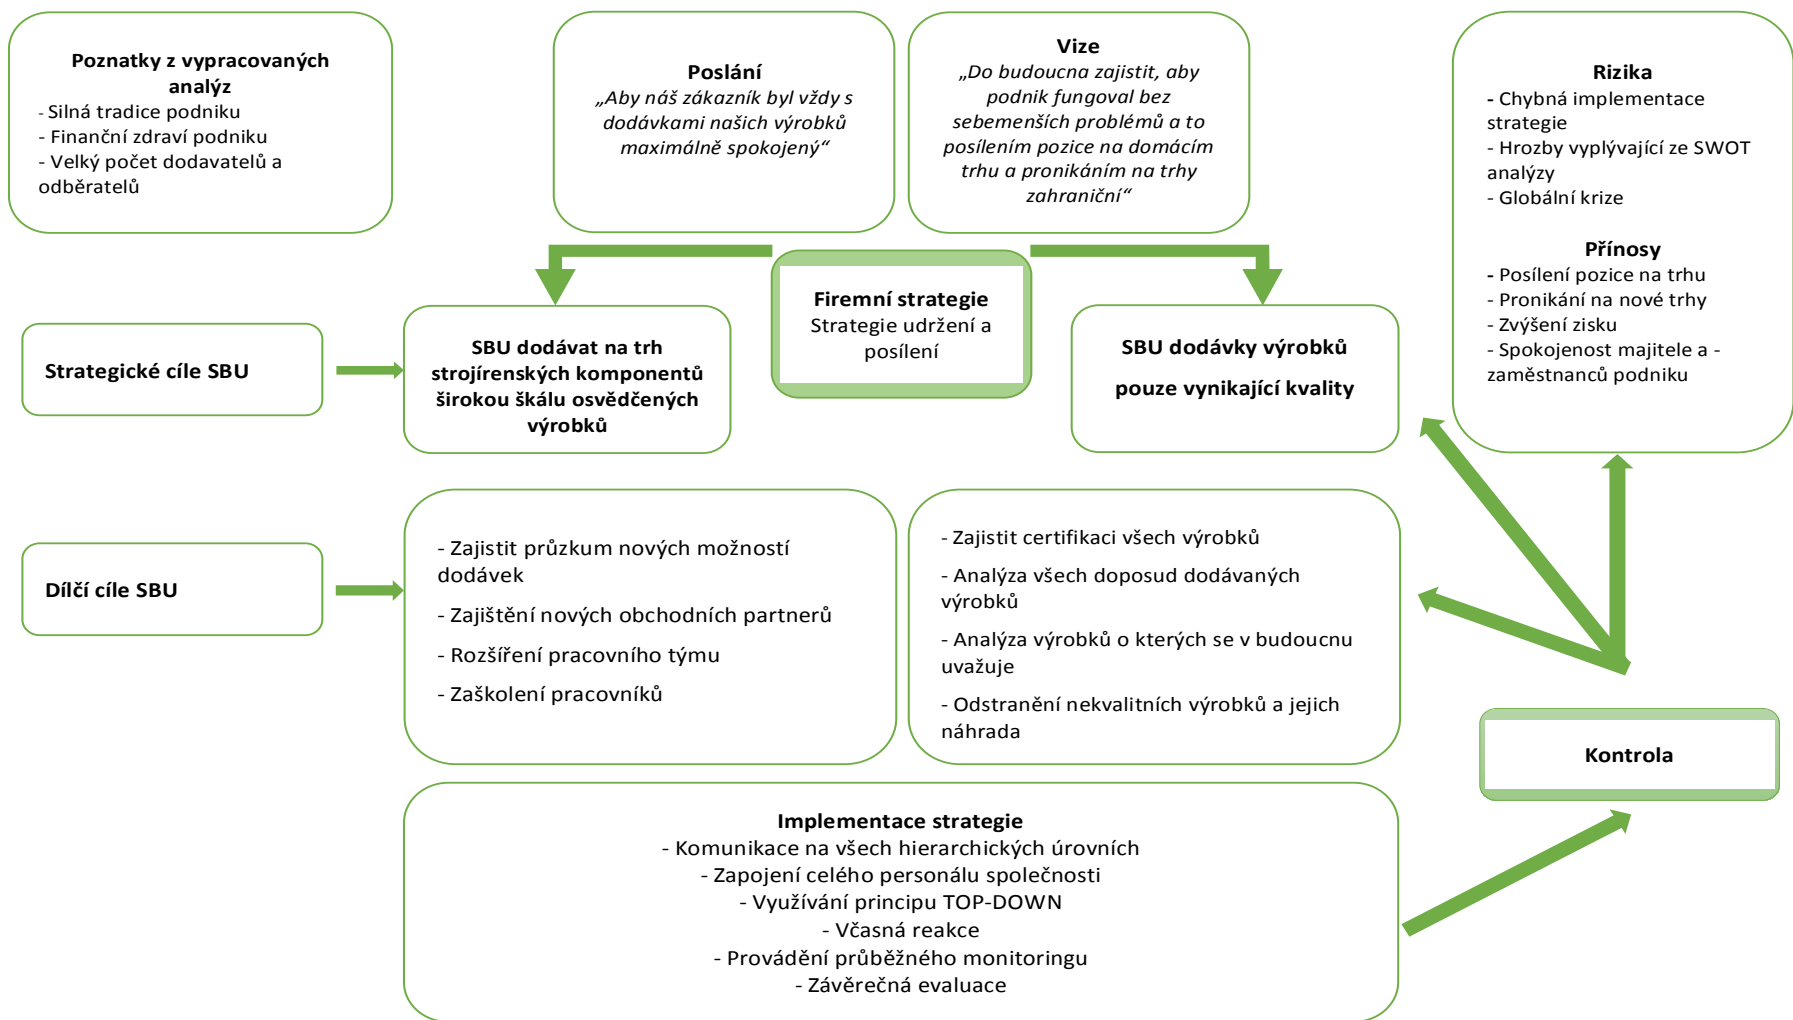 Poznatky z vypracovaných
analýz
- Silná tradice podniku
- Finanční zdraví podniku
- Velký počet dodavatelů a
odběratelů
Poslání
„Aby náš zákazník byl vždy s
dodávkami našich výrobků
maximálně spokojený“
Vize
„Do budoucna zajistit, aby
podnik fungoval bez
sebemenších problémů a to
posílením pozice na domácím
trhu a pronikáním na trhy
zahraniční“
Rizika
- Chybná implementace
strategie
- Hrozby vyplývající ze SWOT
analýzy
- Globální krize
Přínosy
- Posílení pozice na trhu
- Pronikání na nové trhy
- Zvýšení zisku
- Spokojenost majitele a -
zaměstnanců podniku
Firemní strategie
Strategie udržení a
posílení
Strategické cíle SBU
SBU dodávat na trh
strojírenských komponentů
širokou škálu osvědčených
výrobků
SBU dodávky výrobků
pouze vynikající kvality
Dílčí cíle SBU
- Zajistit průzkum nových možností
dodávek
- Zajištění nových obchodních partnerů
- Rozšíření pracovního týmu
- Zaškolení pracovníků
- Zajistit certifikaci všech výrobků
- Analýza všech doposud dodávaných
výrobků
- Analýza výrobků o kterých se v budoucnu
uvažuje
- Odstranění nekvalitních výrobků a jejich
náhrada
Kontrola
Implementace strategie
- Komunikace na všech hierarchických úrovních
- Zapojení celého personálu společnosti
- Využívání principu TOP-DOWN
- Včasná reakce
- Provádění průběžného monitoringu
- Závěrečná evaluace